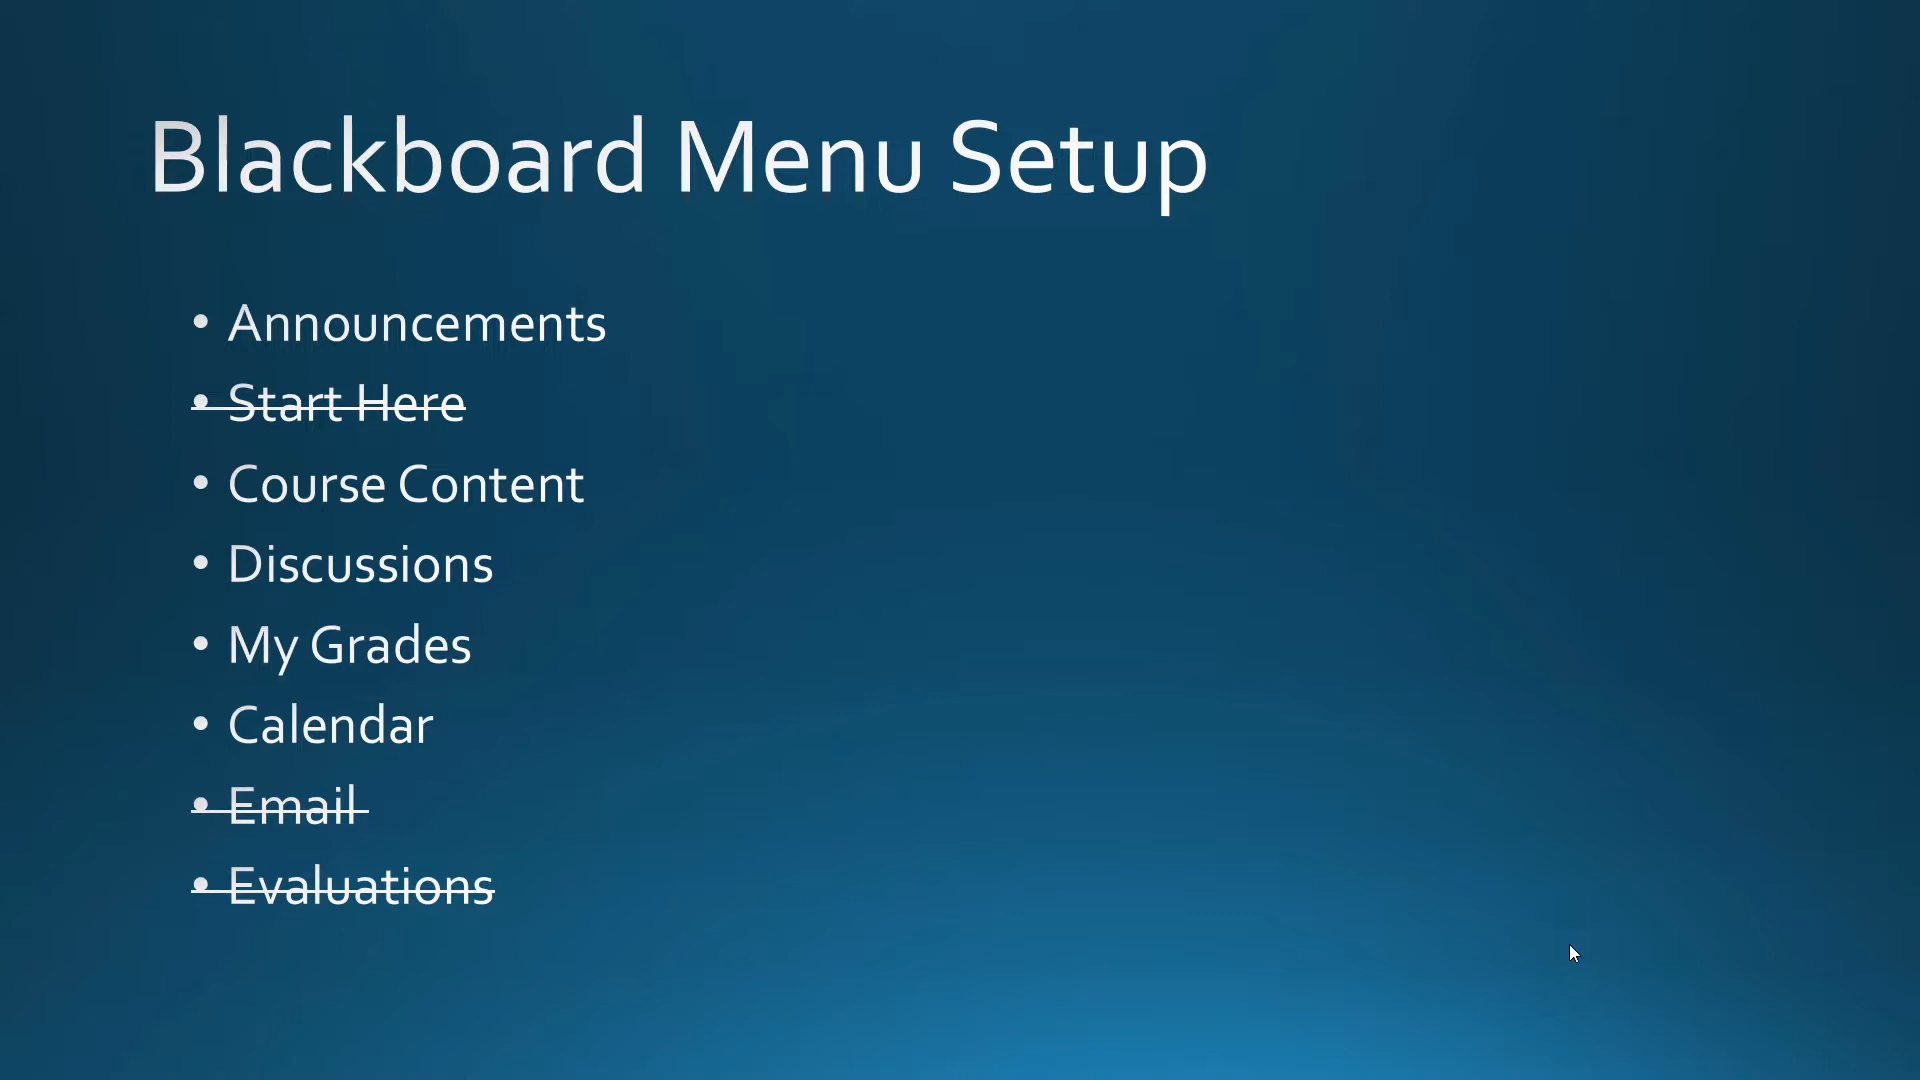 Blackboard Menu Setup
• Announcements
• Start Here
• Course Content
• Discussions
• My Grades
• Calendar
• Email
• Evaluations